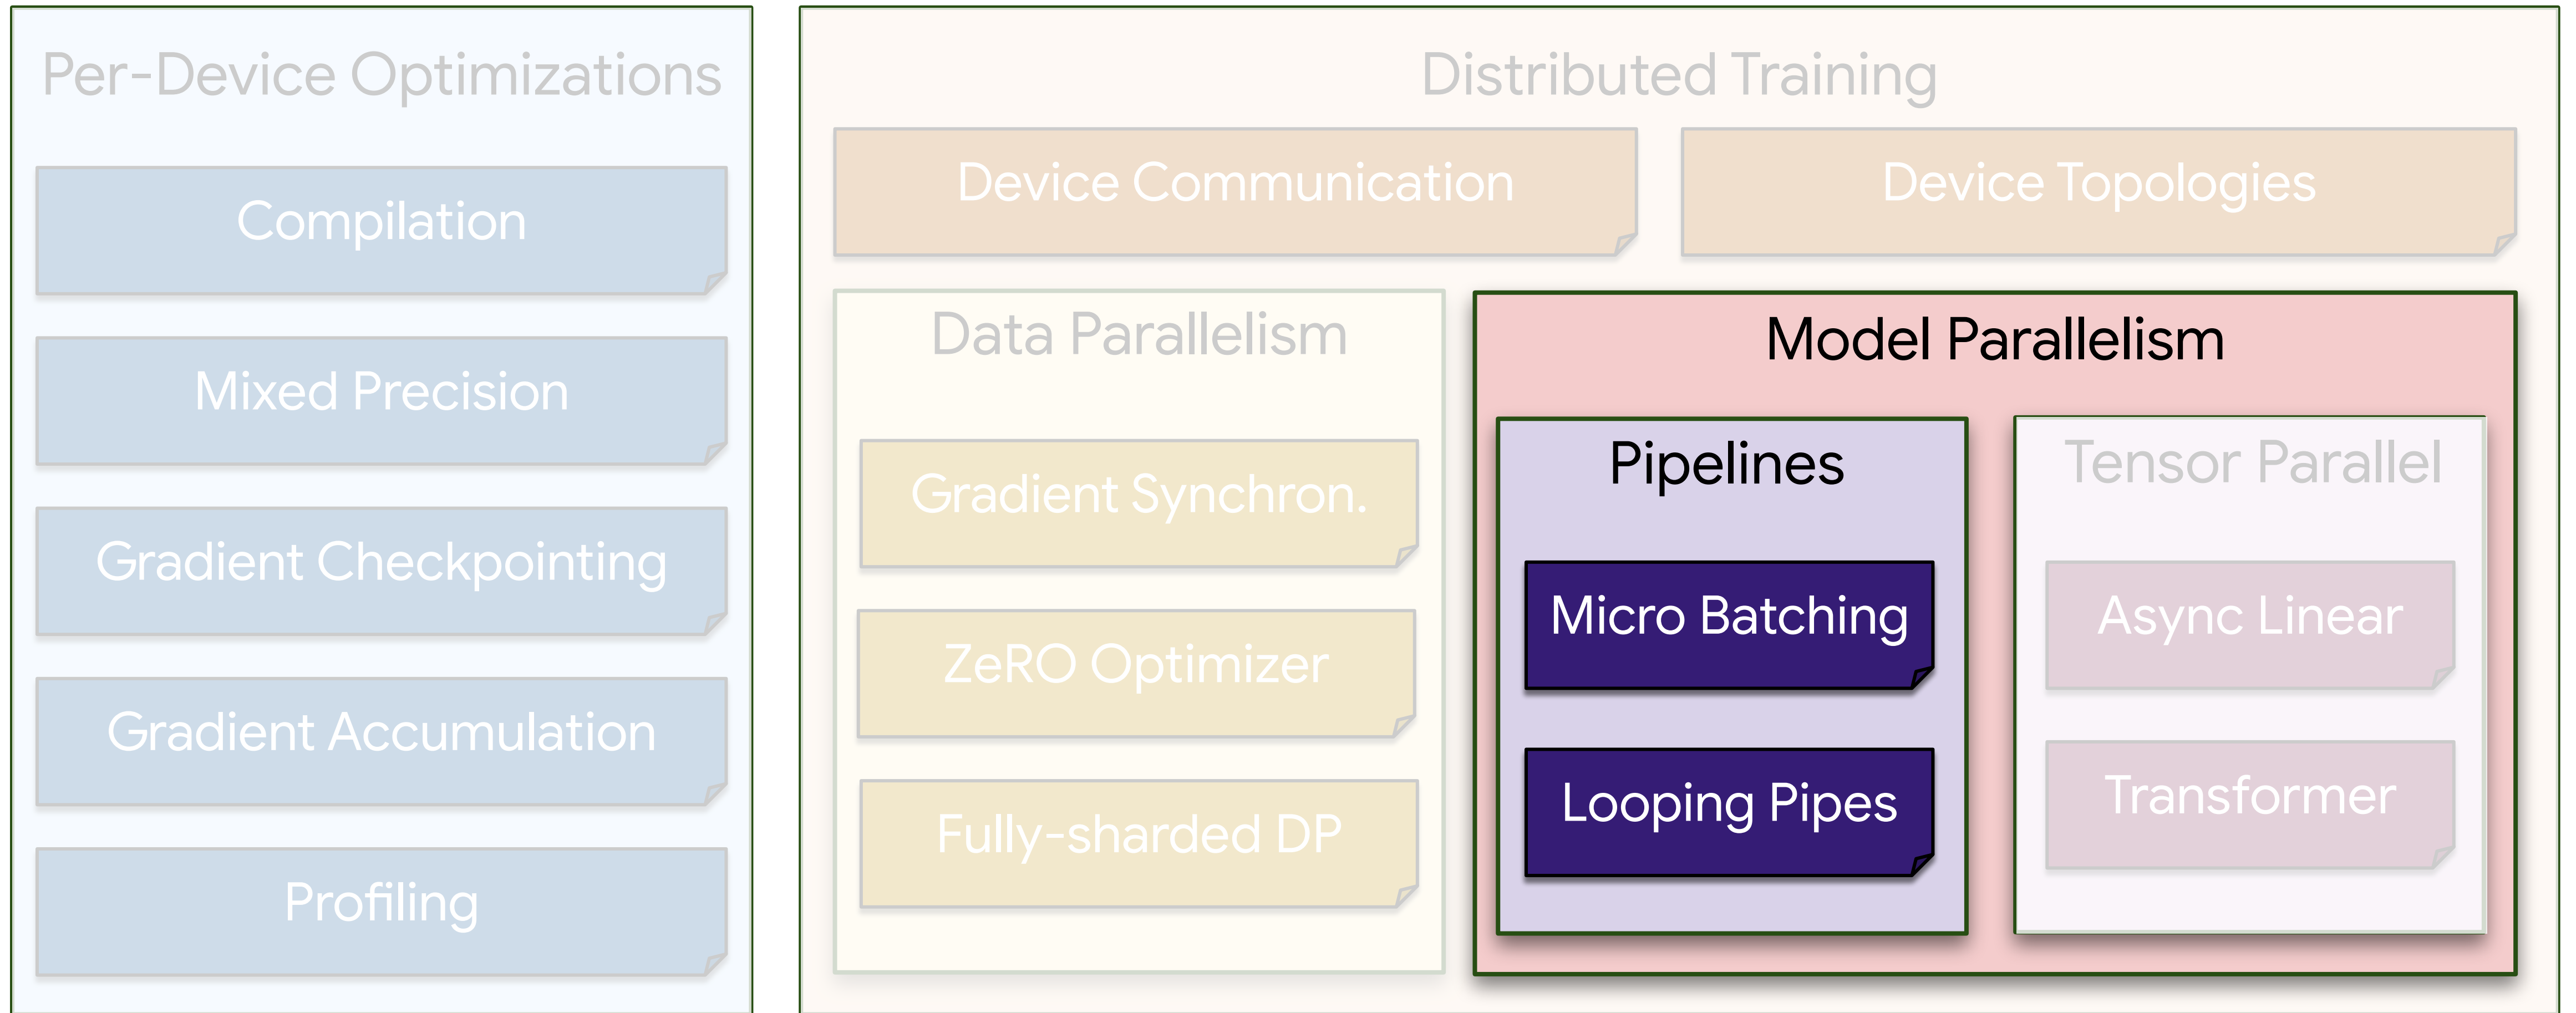 Per-Device Optimizations
Compilation
Mixed Precision
Gradient Checkpointing
Gradient Accumulation
Profiling
Distributed Training
Device Communication
Device Topologies
Data Parallelism
Gradient Synchron.
ZeRO Optimizer
Fully-sharded DP
Model Parallelism
Pipelines
Micro Batching
Looping Pipes
Tensor Parallel
Async Linear
Transformer